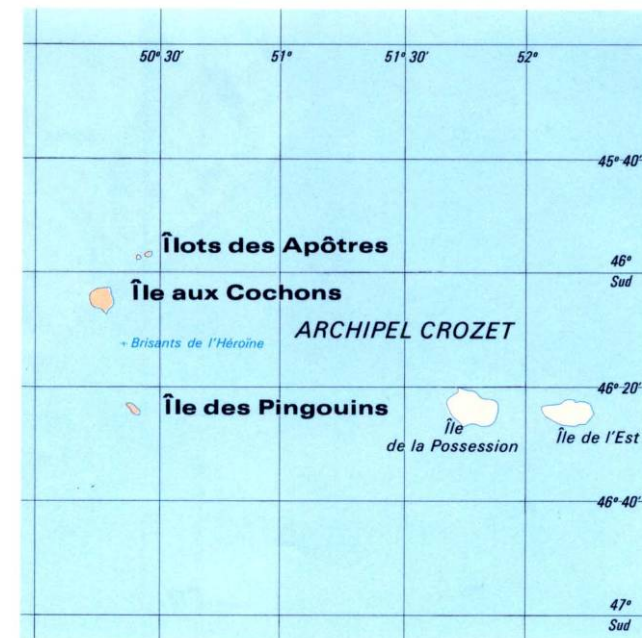 50° 30′
51°
51° 30′
52°
45° 40′
Îlots des Apôtres
46°
Sud
Île aux Cochons
ARCHIPEL CROZET
Brisants de l'Héroïne
46° 20′
Île des Pingouins
Île
de la Possession
Île de l'Est
46° 40′
47°
Sud